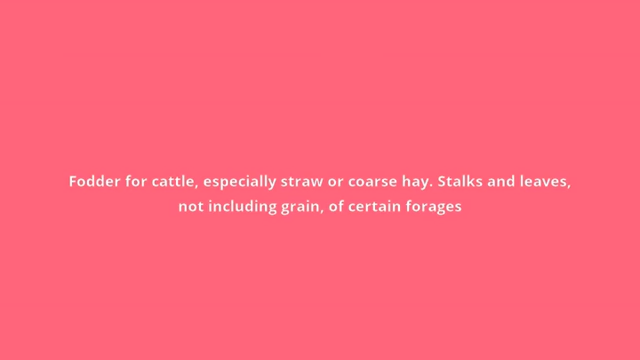 Fodder for cattle, especially straw or coarse hay. Stalks and leaves,
not including grain, of certain forages